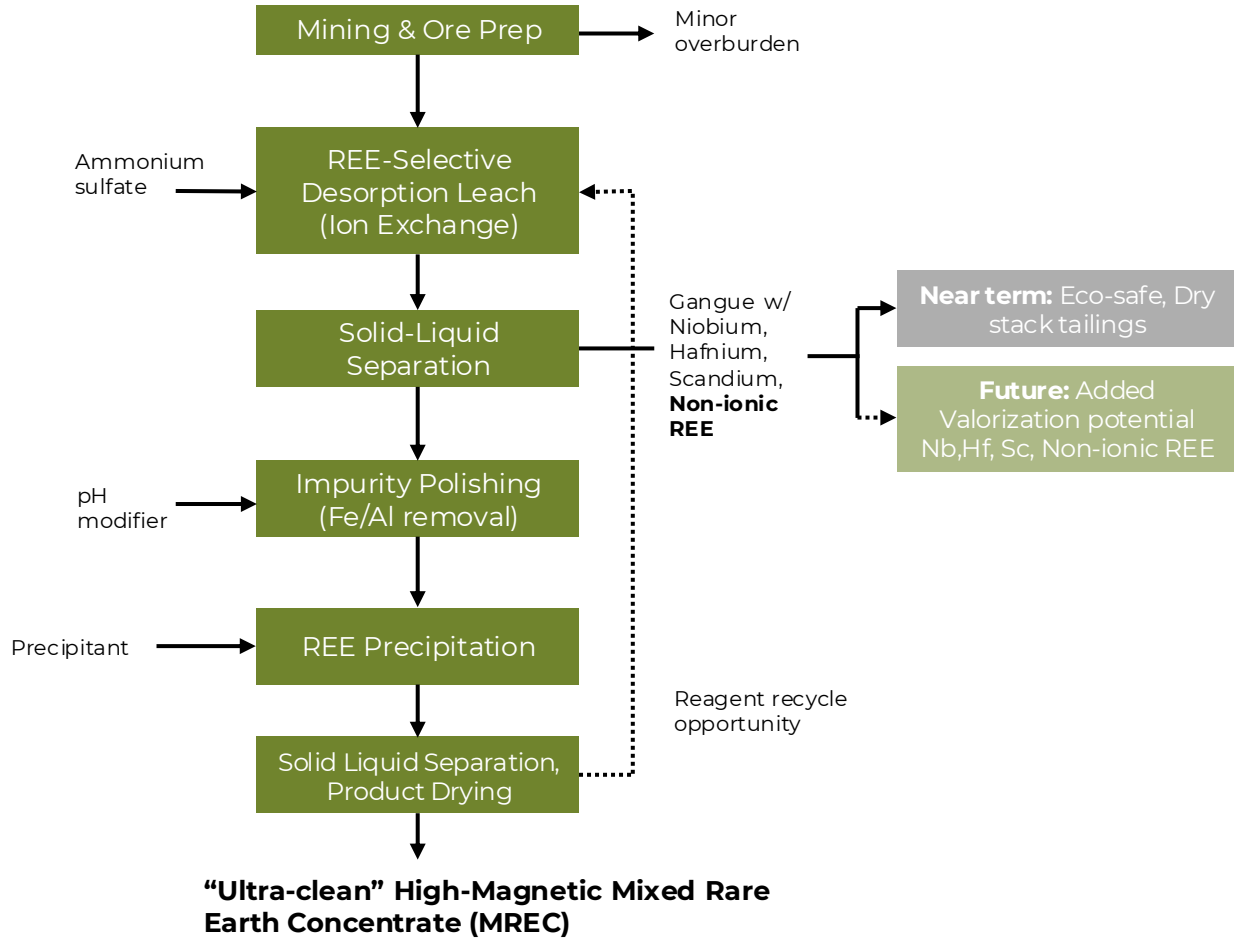 Mining & Ore Prep
Minor
overburden
Ammonium
sulfate
REE-Selective
Desorption Leach
(Ion Exchange)
Solid-Liquid
Separation
Gangue w/
Niobium,
Hafnium,
Scandium,
Non-ionic
REE
Near term: Eco-safe, Dry
stack tailings
Future: Added
Valorization potential
Nb,Hf, Sc, Non-ionic REE
pH
modifier
Impurity Polishing
(Fe/Al removal)
Precipitant
REE Precipitation
Reagent recycle
opportunity
Solid Liquid Separation,
Product Drying
“Ultra-clean” High-Magnetic Mixed Rare
Earth Concentrate (MREC)